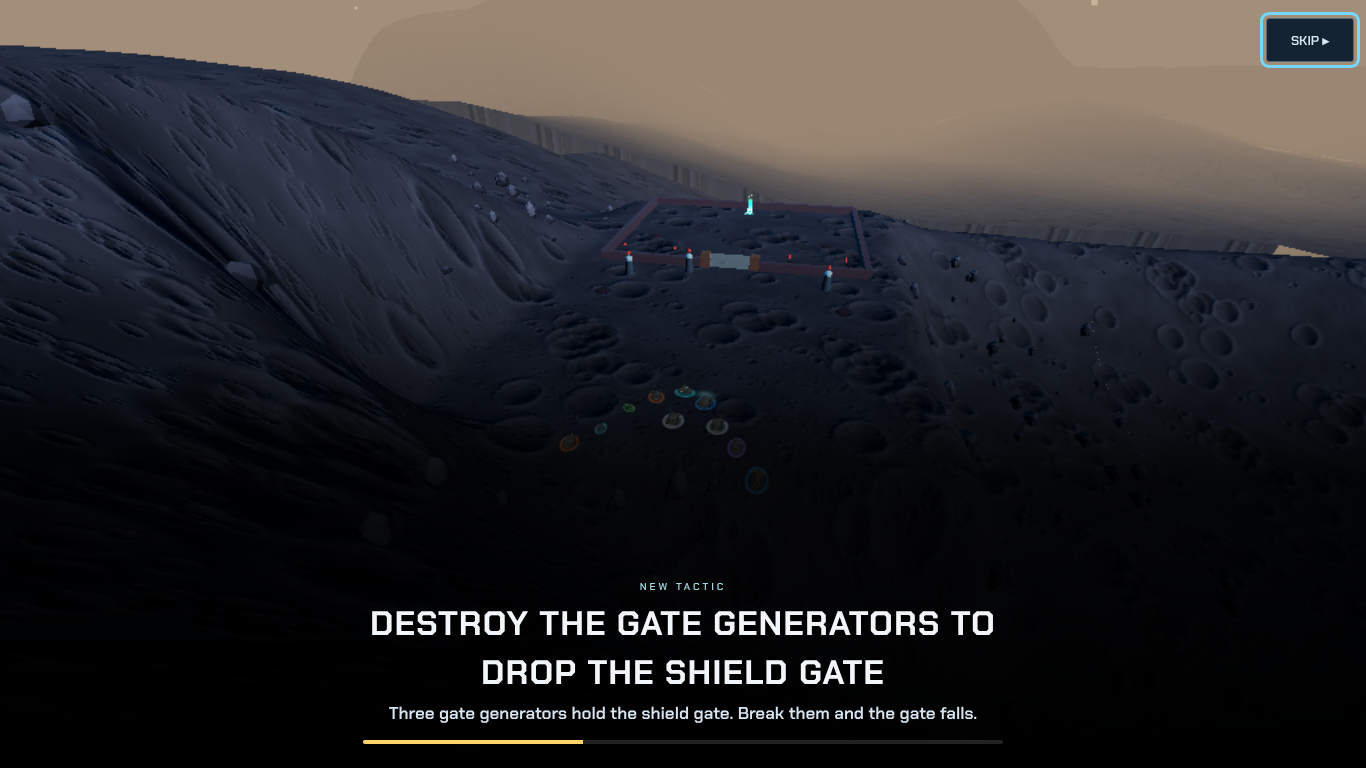 SKIP ▸
NEW TACTIC
DESTROY THE GATE GENERATORS TO
DROP THE SHIELD GATE
Three gate generators hold the shield gate. Break them and the gate falls.